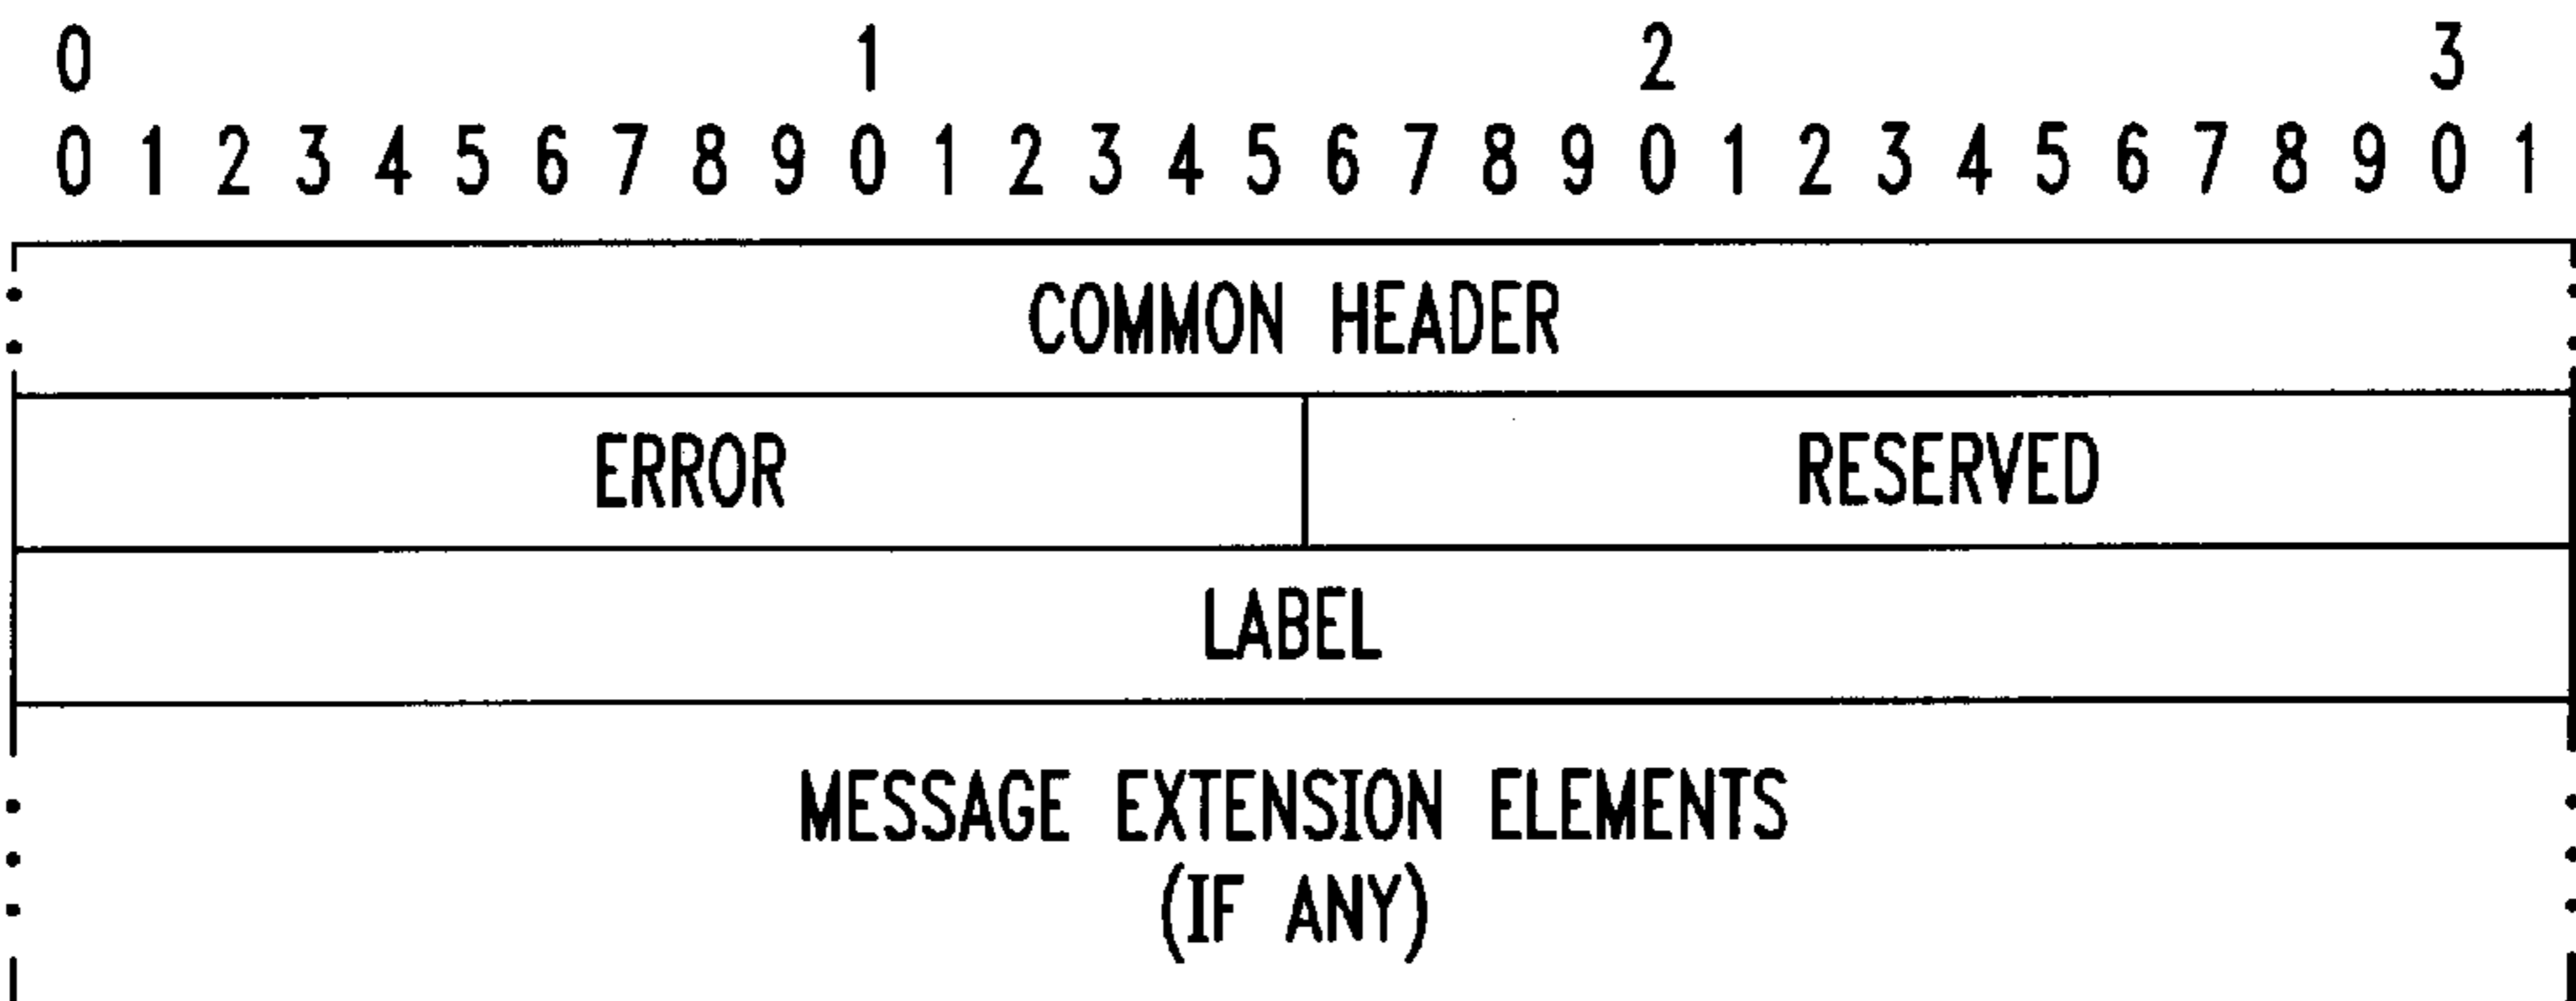 0 1 2 3
0 1 2 3 4 5 6 7 8 9 0 1 2 3 4 5 6 7 8 9 0 1 2 3 4 5 6 7 8 9 0 1
COMMON HEADER
ERROR RESERVED
LABEL
MESSAGE EXTENSION ELEMENTS
(IF ANY)